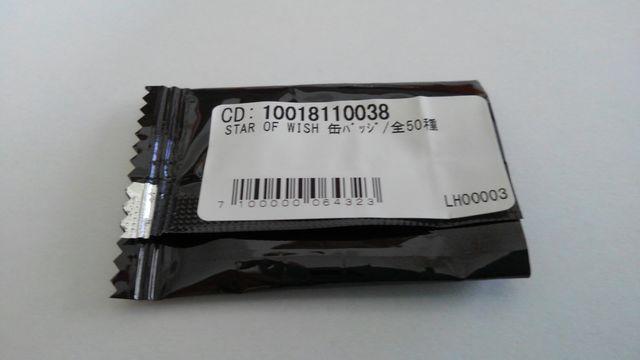 CD: 10018110038
STAR OF WISH 缶ﾊﾞｯｼﾞ/全50種
7 100000 064323
LH00003